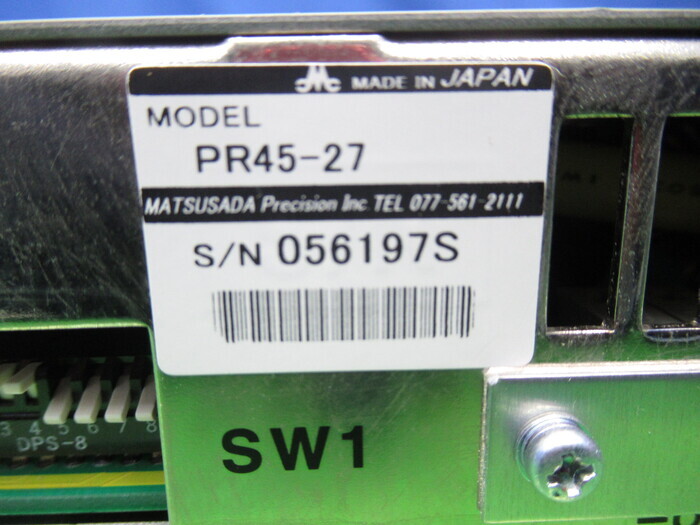 MADE IN JAPAN
MODEL
PR45-27
MATSUSADA Precision Inc TEL 077-561-2111
S/N 056197S
3 4 5 6 7 8
DPS-8
SW1